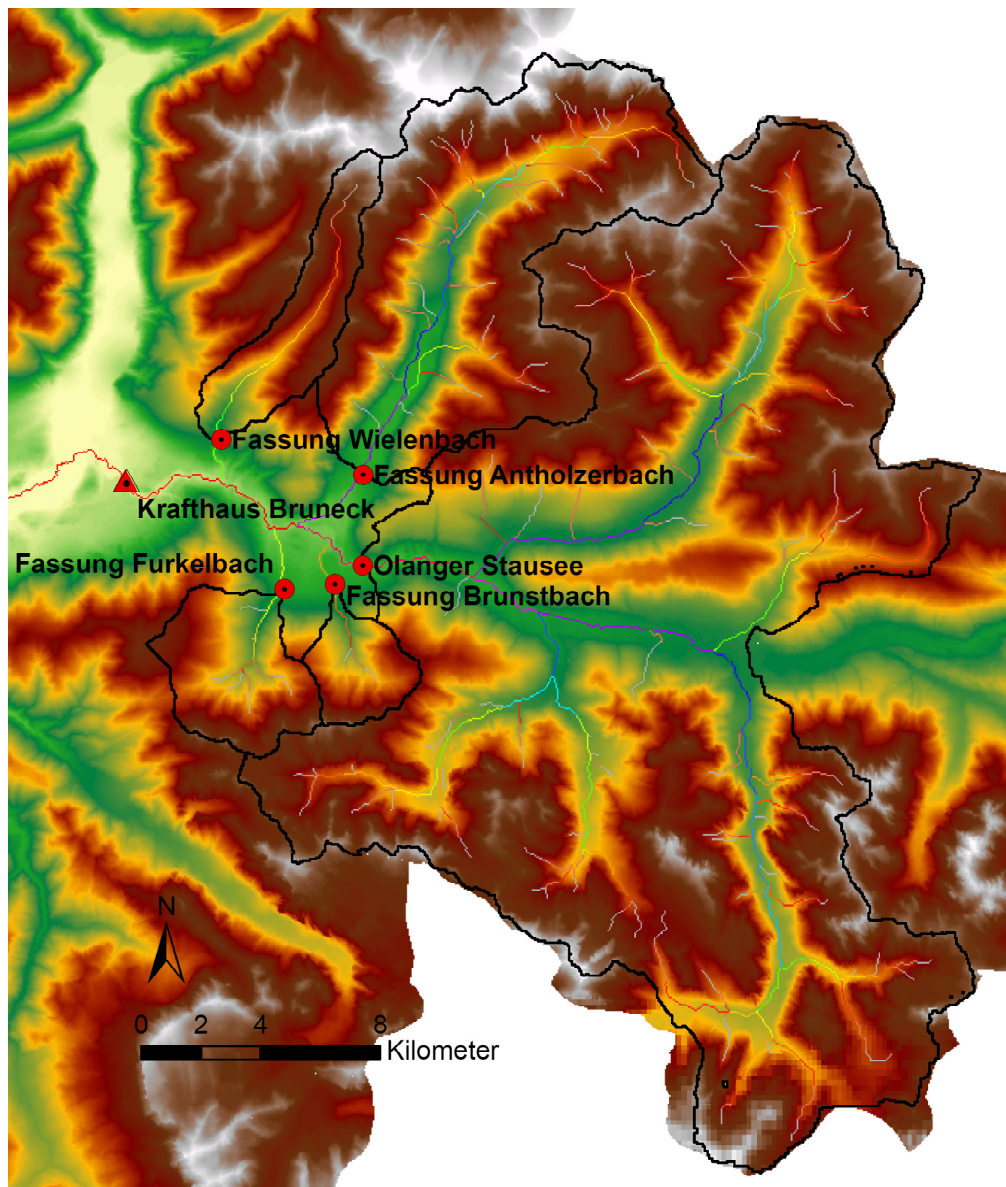 Fassung Wielenbach
Fassung Antholzerbach
Krafthaus Bruneck
Fassung Furkelbach
Olanger Stausee
Fassung Brunstbach
N
0 2 4 8
Kilometer